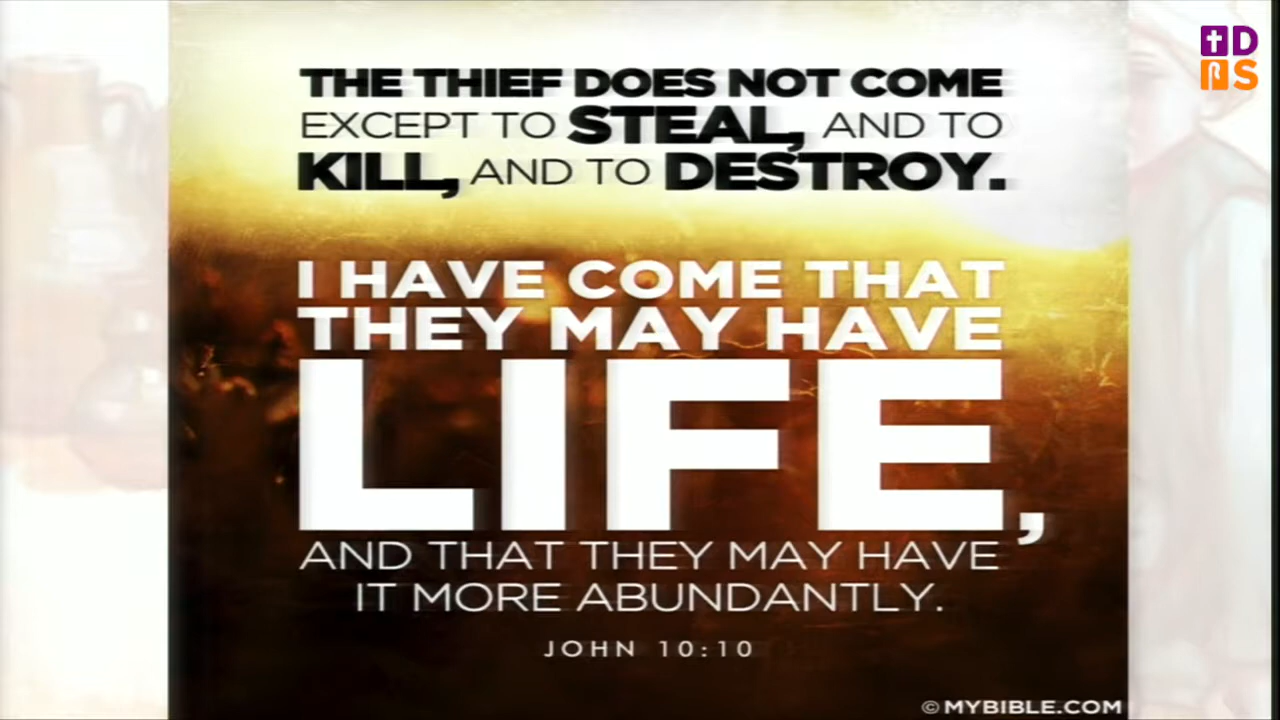 THE THIEF DOES NOT COME
EXCEPT TO STEAL, AND TO
KILL, AND TO DESTROY.
I HAVE COME THAT
THEY MAY HAVE
LIFE,
AND THAT THEY MAY HAVE
IT MORE ABUNDANTLY.
JOHN 10:10
© MYBIBLE.COM
D
S